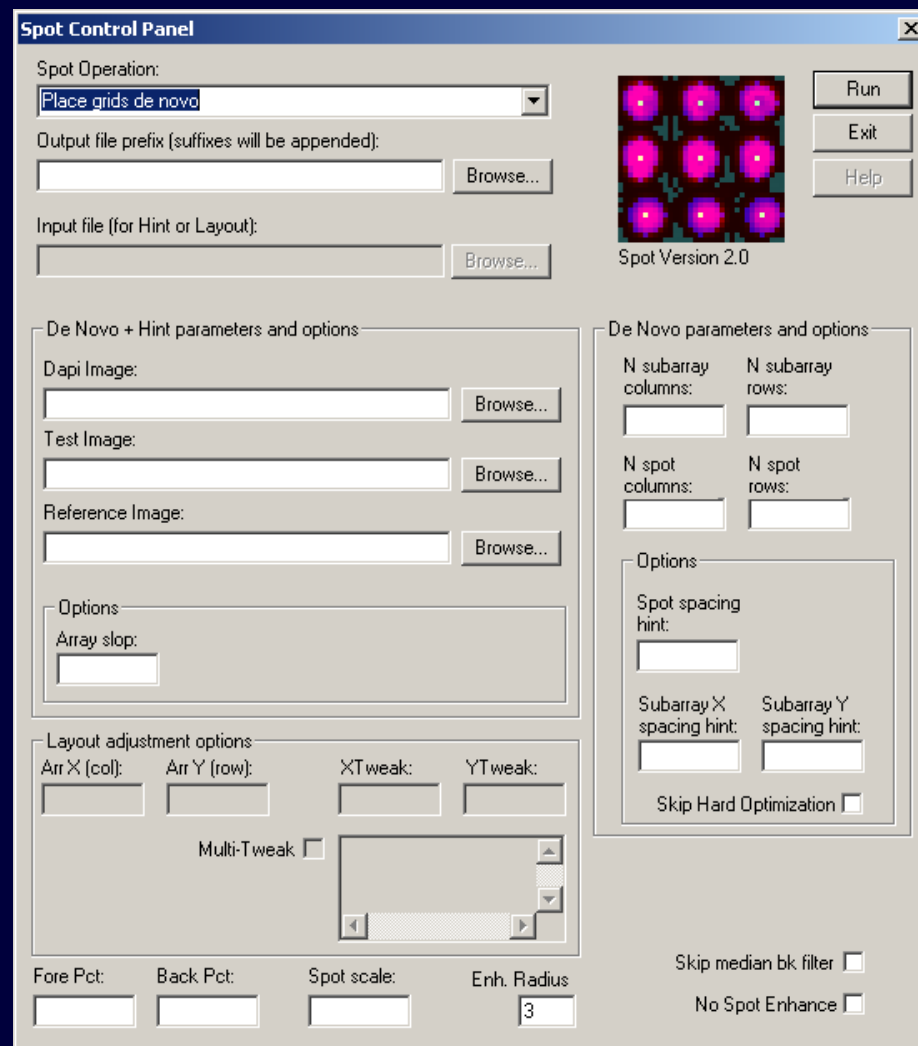 Spot Control Panel
Spot Operation:
Place grids de novo
Run
Output file prefix (suffixes will be appended):
Exit
Browse...
Help
Input file (for Hint or Layout):
Browse...
Spot Version 2.0
De Novo + Hint parameters and options
Dapi Image:
Browse...
Test Image:
Browse...
Reference Image:
Browse...
Options
Array slop:
De Novo parameters and options
N subarray columns:
N subarray rows:
N spot columns:
N spot rows:
Options
Spot spacing hint:
Subarray X spacing hint:
Subarray Y spacing hint:
Skip Hard Optimization
Layout adjustment options
Arr X (col):
Arr Y (row):
XTweak:
YTweak:
Multi-Tweak
Fore Pct:
Back Pct:
Spot scale:
Enh. Radius
3
Skip median bk filter
No Spot Enhance